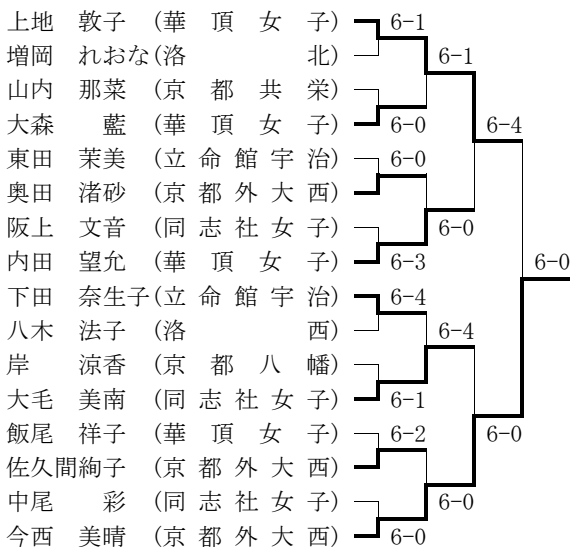 上地 敦子 (華頂女子) 6-1
増岡 れおな(洛北) 6-1
山内 那菜 (京都共栄)
大森 藍 (華頂女子) 6-0 6-4
東田 茉美 (立命館宇治) 6-0
奥田 渚砂 (京都外大西)
阪上 文音 (同志社女子) 6-0
内田 望允 (華頂女子) 6-3 6-0
下田 奈生子(立命館宇治) 6-4
八木 法子 (洛西) 6-4
岸 涼香 (京都八幡)
大毛 美南 (同志社女子) 6-1
飯尾 祥子 (華頂女子) 6-2 6-0
佐久間絢子 (京都外大西)
中尾 彩 (同志社女子) 6-0
今西 美晴 (京都外大西) 6-0